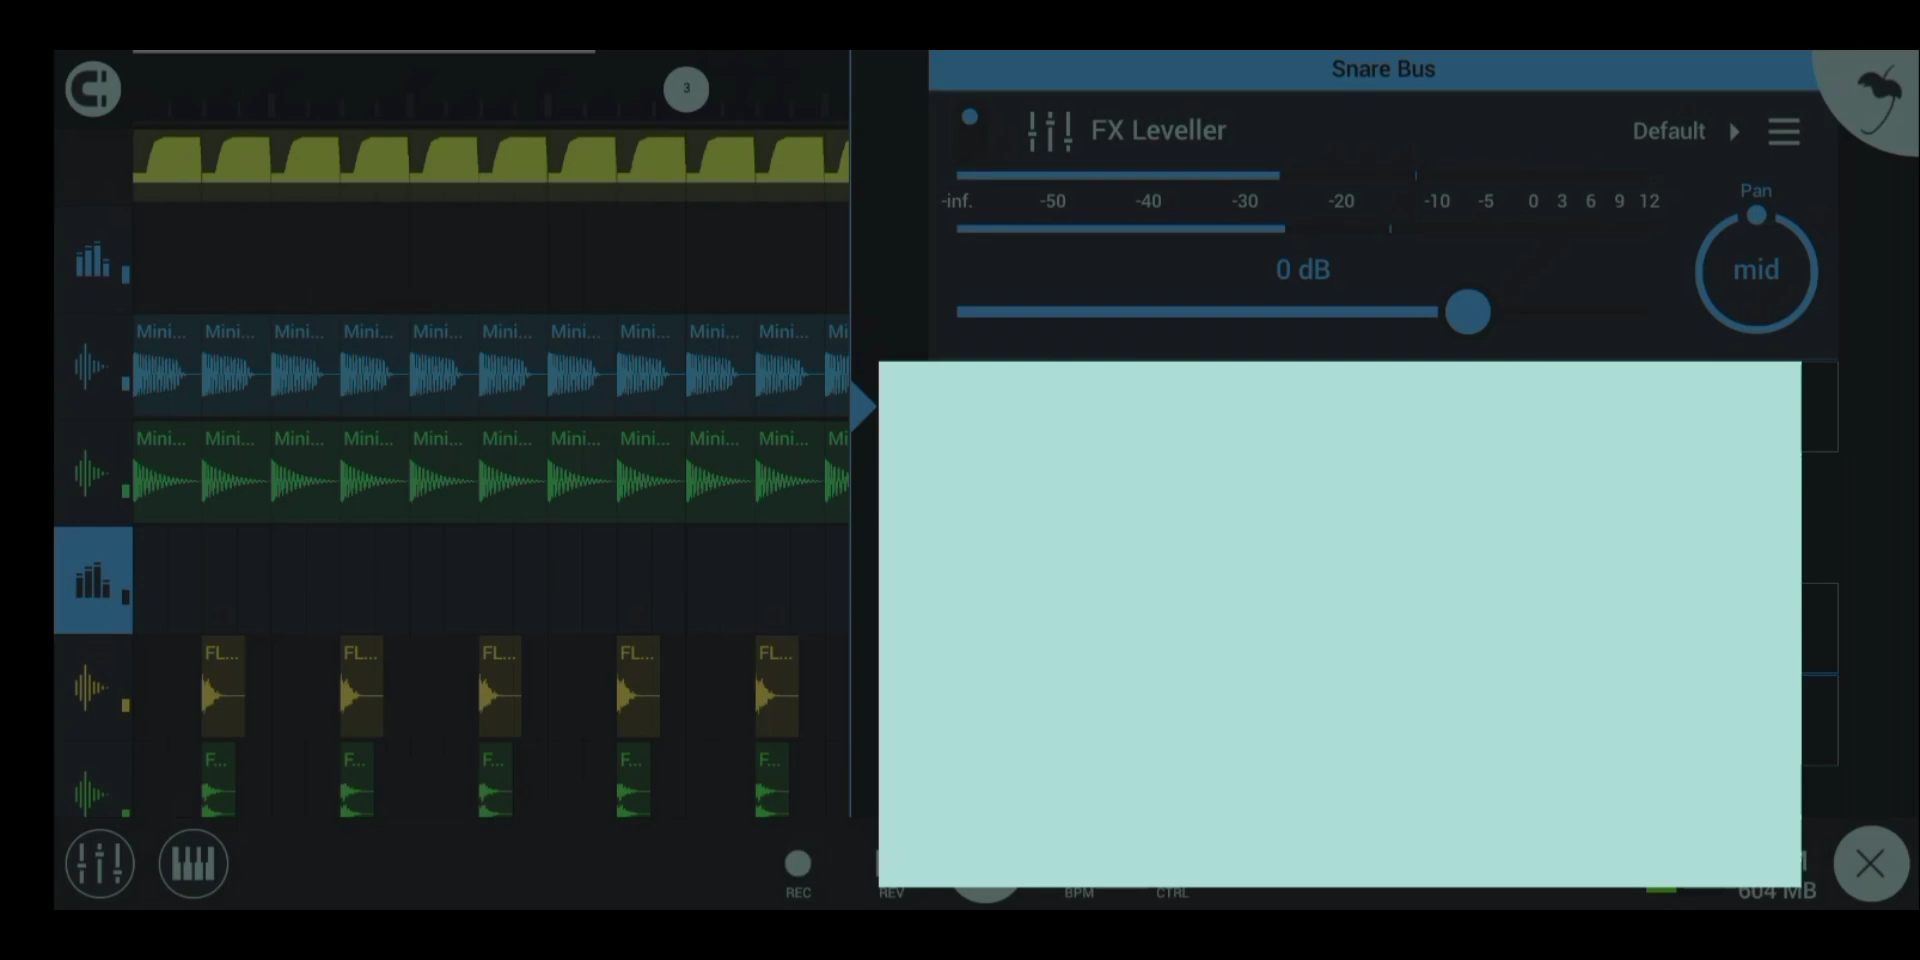 Snare Bus
3
FX Leveller
Default
Pan
-inf. -50 -40 -30 -20 -10 -5 0 3 6 9 12
0 dB
mid
Mini... Mini... Mini... Mini... Mini... Mini... Mini... Mini... Mini... Mini... Mi
Mini... Mini... Mini... Mini... Mini... Mini... Mini... Mini... Mini... Mini... Mi
FL... FL... FL... FL... FL...
F... F... F... F... F...
REC REV BPM CTRL 604 MB